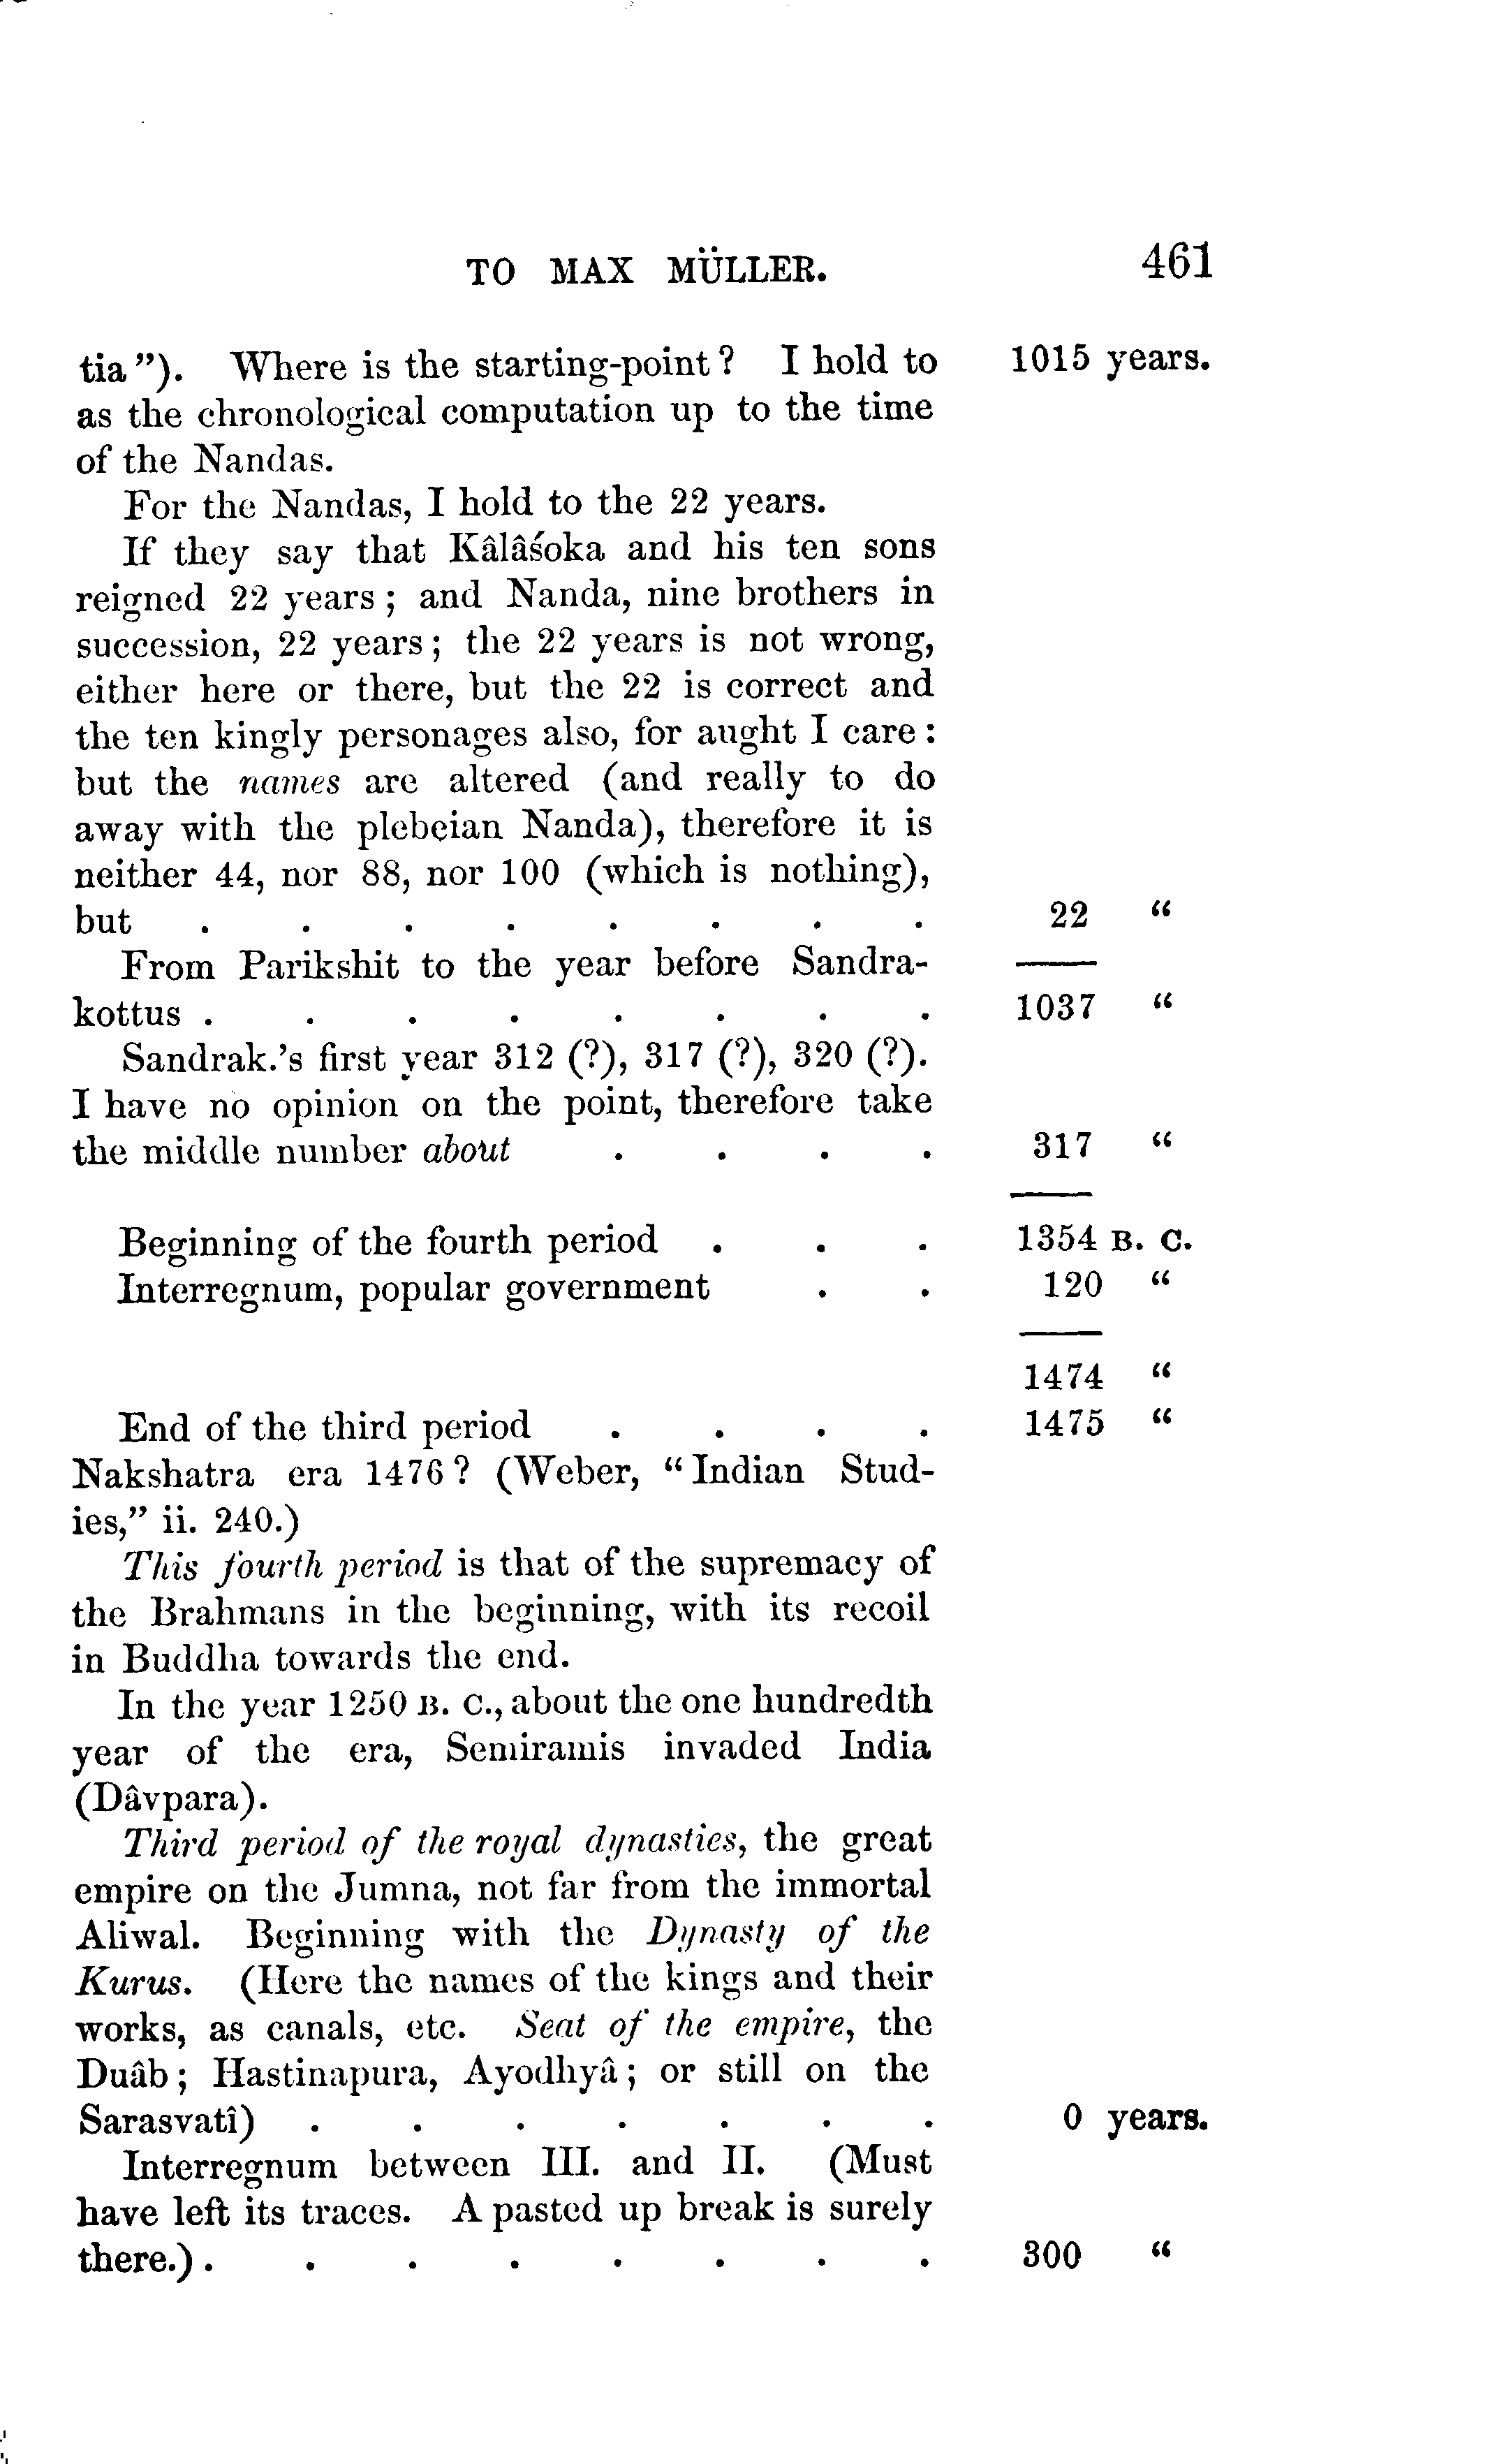 TO MAX MÜLLER. 461
tia"). Where is the starting-point? I hold to 1015 years.
as the chronological computation up to the time
of the Nandas.
For the Nandas, I hold to the 22 years.
If they say that Kâlâśoka and his ten sons
reigned 22 years; and Nanda, nine brothers in
succession, 22 years; the 22 years is not wrong,
either here or there, but the 22 is correct and
the ten kingly personages also, for aught I care:
but the names are altered (and really to do
away with the plebeian Nanda), therefore it is
neither 44, nor 88, nor 100 (which is nothing),
but . . . . . . . . 22 "
From Parikshit to the year before Sandra-
kottus . . . . . . . . 1037 "
Sandrak.'s first year 312 (?), 317 (?), 320 (?).
I have no opinion on the point, therefore take
the middle number about . . . . 317 "
Beginning of the fourth period . . . 1354 B. C.
Interregnum, popular government . . 120 "
1474 "
End of the third period . . . . 1475 "
Nakshatra era 1476? (Weber, "Indian Stud-
ies," ii. 240.)
This fourth period is that of the supremacy of
the Brahmans in the beginning, with its recoil
in Buddha towards the end.
In the year 1250 B. C., about the one hundredth
year of the era, Semiramis invaded India
(Dâvpara).
Third period of the royal dynasties, the great
empire on the Jumna, not far from the immortal
Aliwal. Beginning with the Dynasty of the
Kurus. (Here the names of the kings and their
works, as canals, etc. Seat of the empire, the
Duâb; Hastinapura, Ayodhyâ; or still on the
Sarasvatî) . . . . . . . 0 years.
Interregnum between III. and II. (Must
have left its traces. A pasted up break is surely
there.) . . . . . . . . 300 "